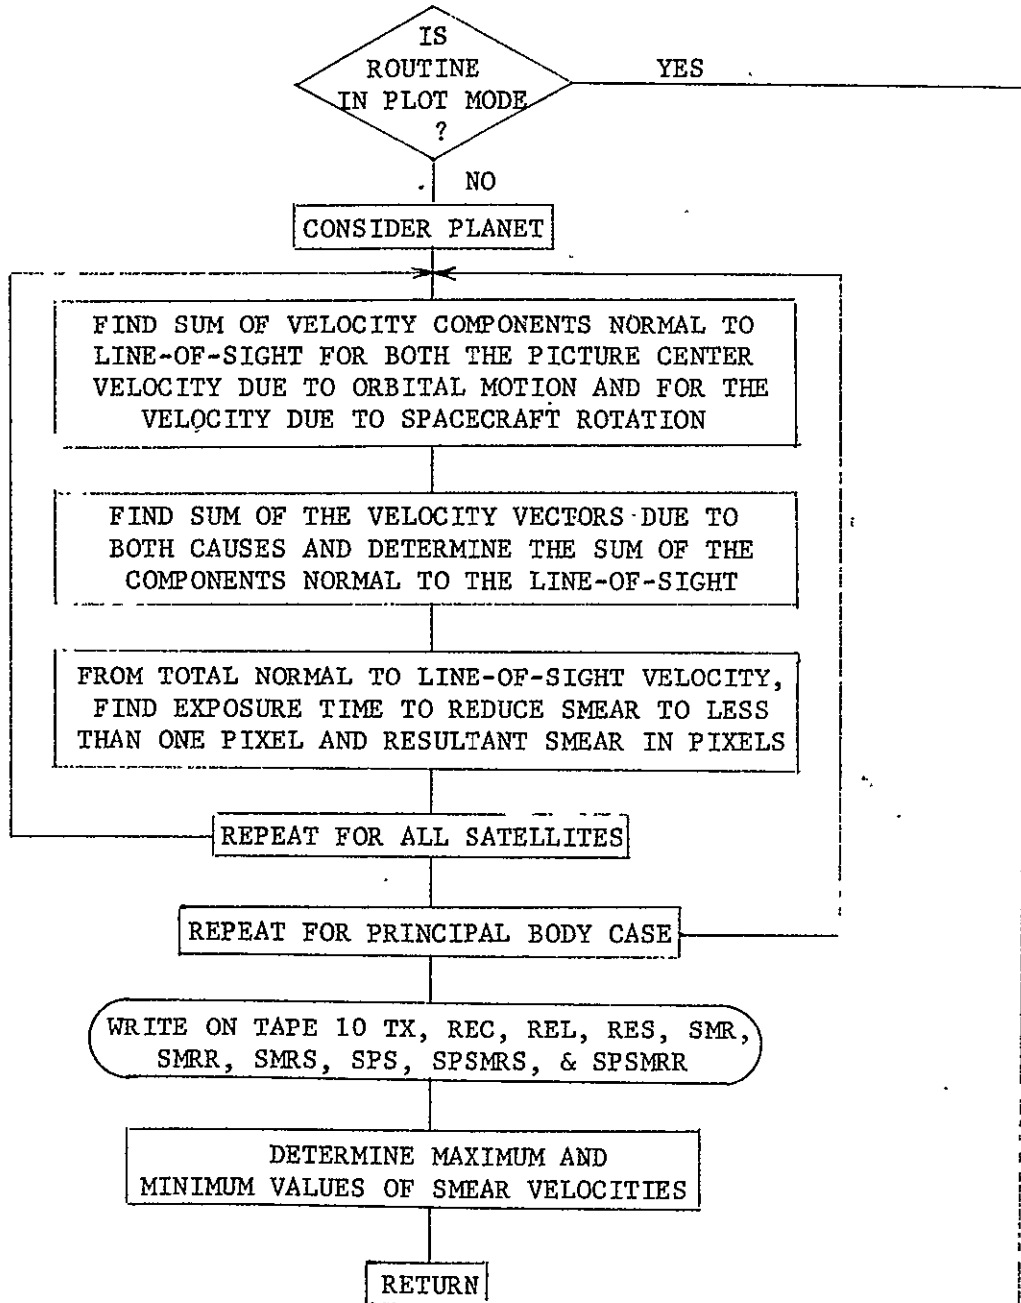 IS
ROUTINE
IN PLOT MODE
?
YES
NO
CONSIDER PLANET
FIND SUM OF VELOCITY COMPONENTS NORMAL TO
LINE-OF-SIGHT FOR BOTH THE PICTURE CENTER
VELOCITY DUE TO ORBITAL MOTION AND FOR THE
VELOCITY DUE TO SPACECRAFT ROTATION
FIND SUM OF THE VELOCITY VECTORS DUE TO
BOTH CAUSES AND DETERMINE THE SUM OF THE
COMPONENTS NORMAL TO THE LINE-OF-SIGHT
FROM TOTAL NORMAL TO LINE-OF-SIGHT VELOCITY,
FIND EXPOSURE TIME TO REDUCE SMEAR TO LESS
THAN ONE PIXEL AND RESULTANT SMEAR IN PIXELS
REPEAT FOR ALL SATELLITES
REPEAT FOR PRINCIPAL BODY CASE
WRITE ON TAPE 10 TX, REC, REL, RES, SMR,
SMRR, SMRS, SPS, SPSMRS, & SPSMRR
DETERMINE MAXIMUM AND
MINIMUM VALUES OF SMEAR VELOCITIES
RETURN